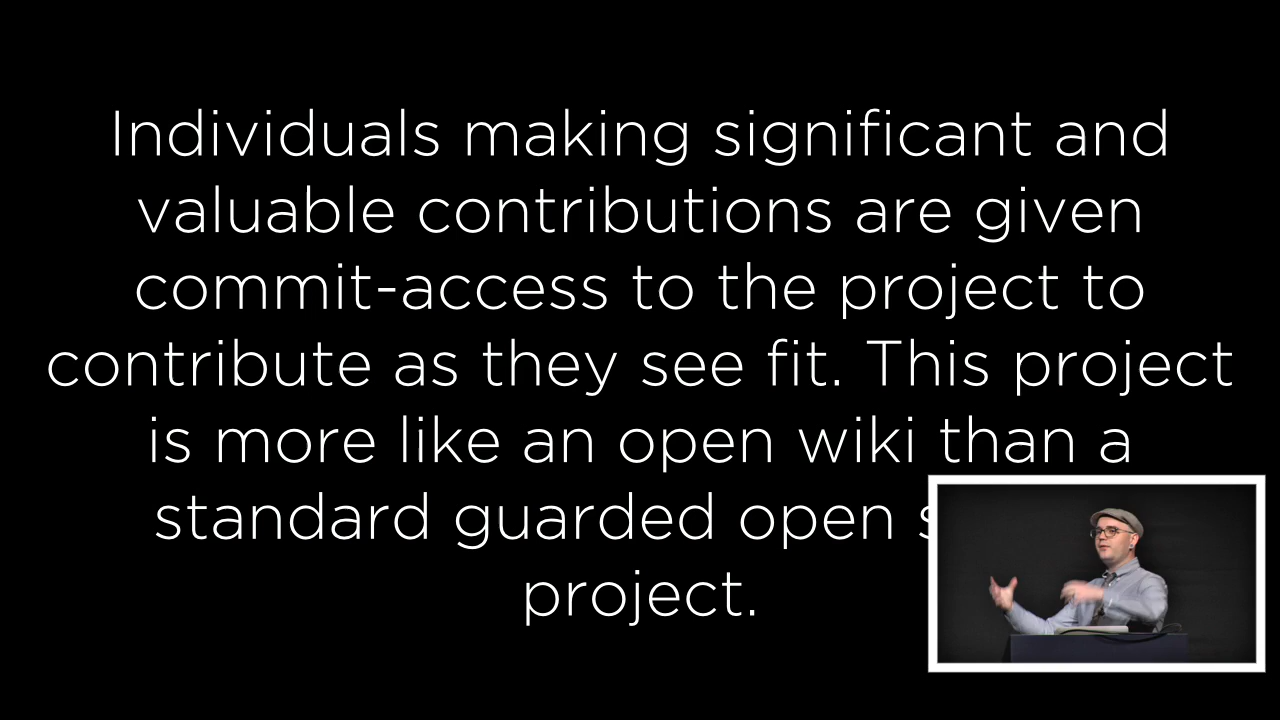 Individuals making significant and
valuable contributions are given
commit-access to the project to
contribute as they see fit. This project
is more like an open wiki than a
standard guarded open
project.